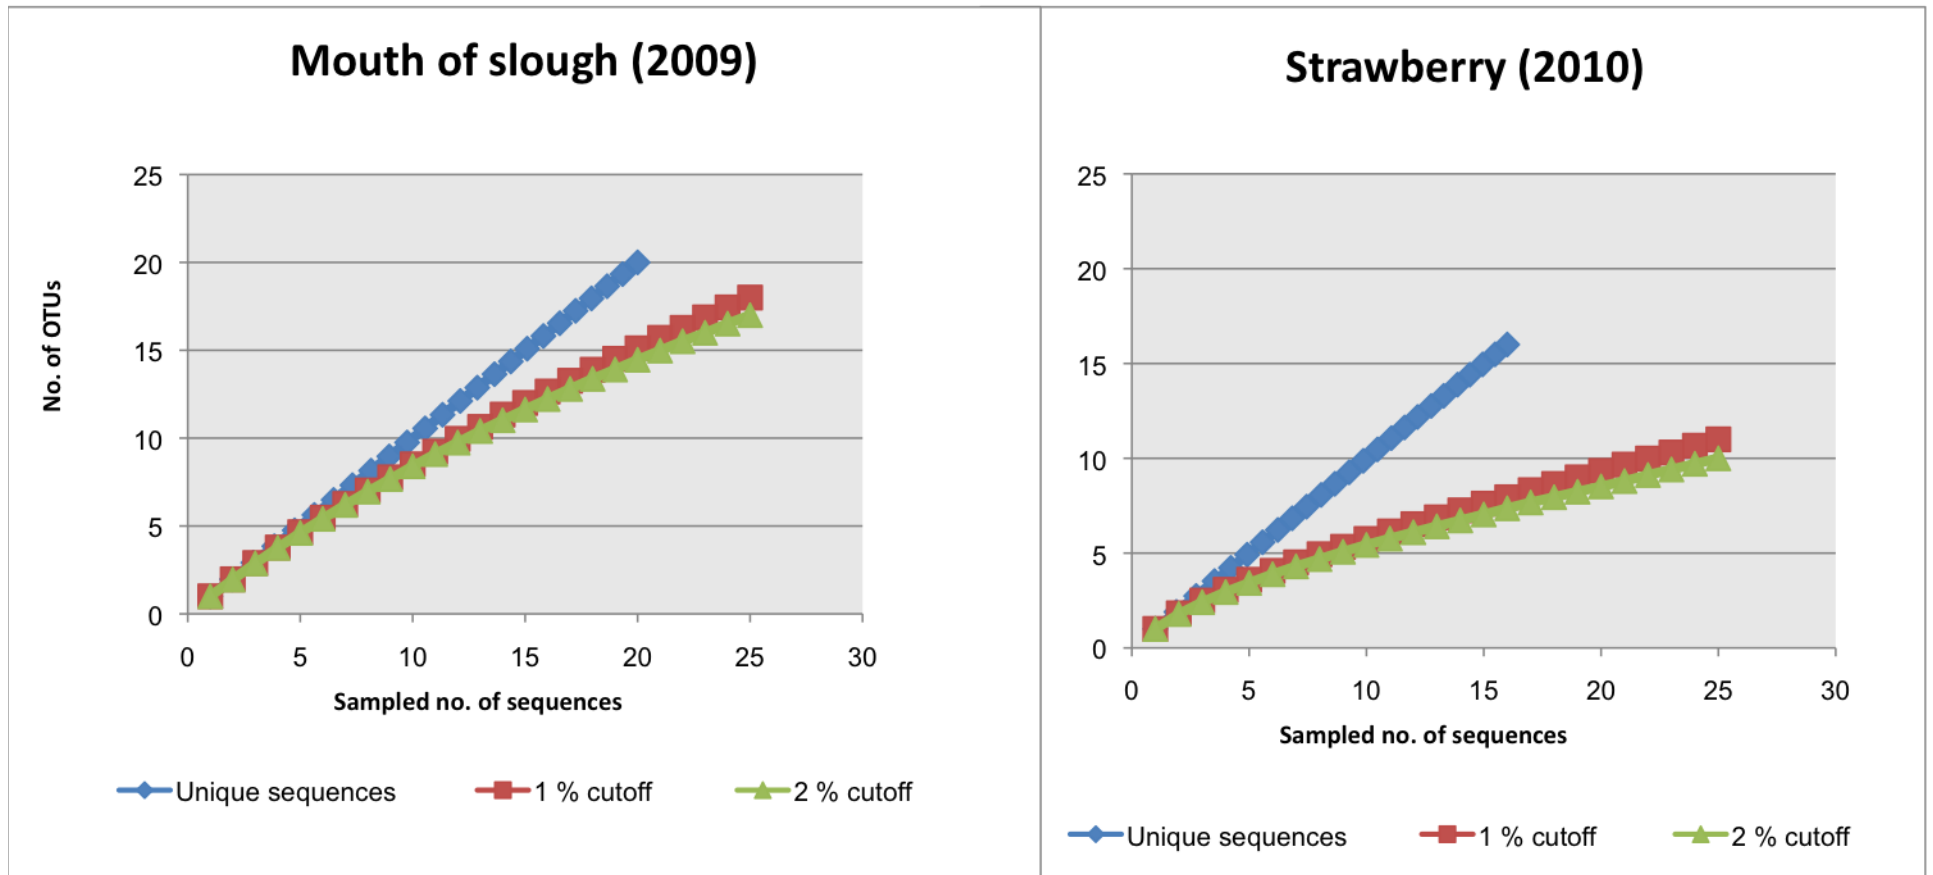 Mouth of slough (2009)
No. of OTUs
25
20
15
10
5
0
0 5 10 15 20 25 30
Sampled no. of sequences
Unique sequences 1 % cutoff 2 % cutoff
Strawberry (2010)
25
20
15
10
5
0
0 5 10 15 20 25 30
Sampled no. of sequences
Unique sequences 1 % cutoff 2 % cutoff